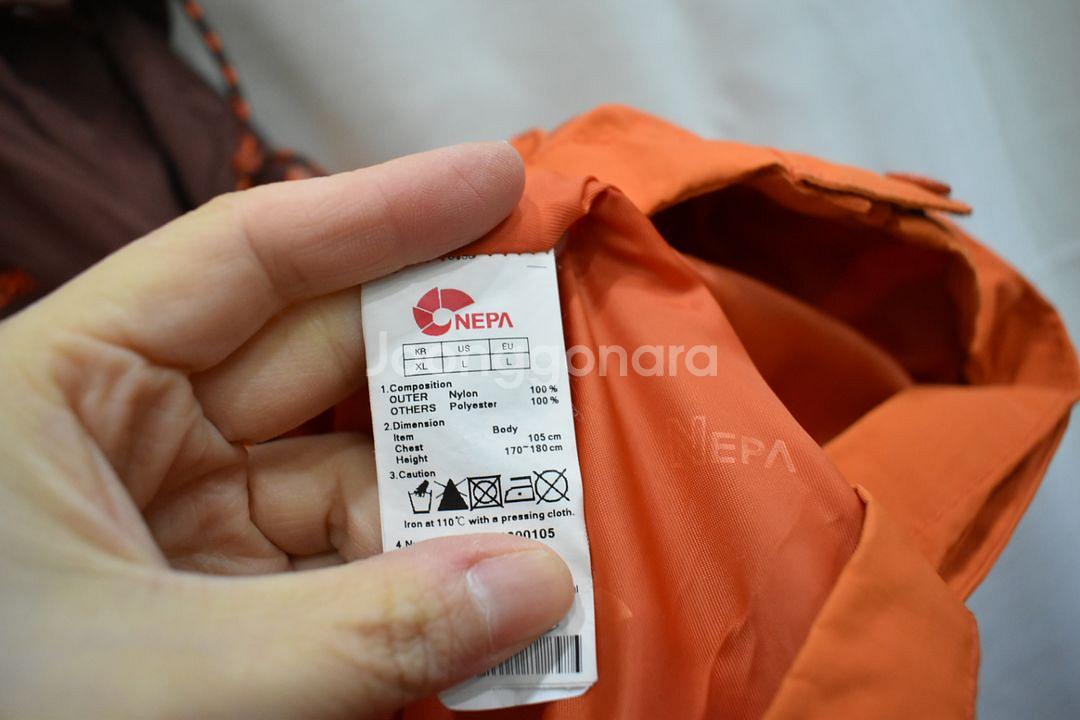 NEPA
KR US EU
XL L L
Joonggonara
1.Composition
OUTER Nylon 100%
OTHERS Polyester 100%
2.Dimension
Item Body
Chest 105cm
Height 170~180cm
3.Caution
Iron at 110℃ with a pressing cloth.
NEPA